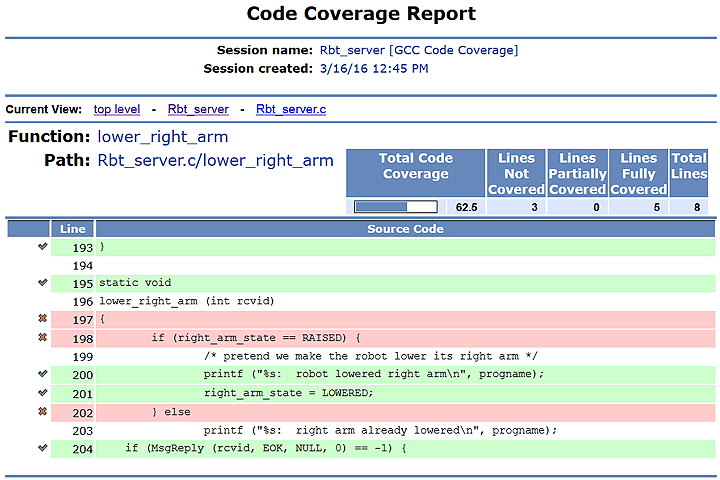 Code Coverage Report
Session name: Rbt_server [GCC Code Coverage]
Session created: 3/16/16 12:45 PM
Current View: top level - Rbt_server - Rbt_server.c
Function: lower_right_arm
Path: Rbt_server.c/lower_right_arm
Total Code Coverage Lines Not Covered Lines Partially Covered Lines Fully Covered Total Lines
62.5 3 0 5 8
Line Source Code
193 }
194
195 static void
196 lower_right_arm (int rcvid)
197 {
198 if (right_arm_state == RAISED) {
199 /* pretend we make the robot lower its right arm */
200 printf ("%s:  robot lowered right arm\n", progname);
201 right_arm_state = LOWERED;
202 } else
203 printf ("%s:  right arm already lowered\n", progname);
204 if (MsgReply (rcvid, EOK, NULL, 0) == -1) {